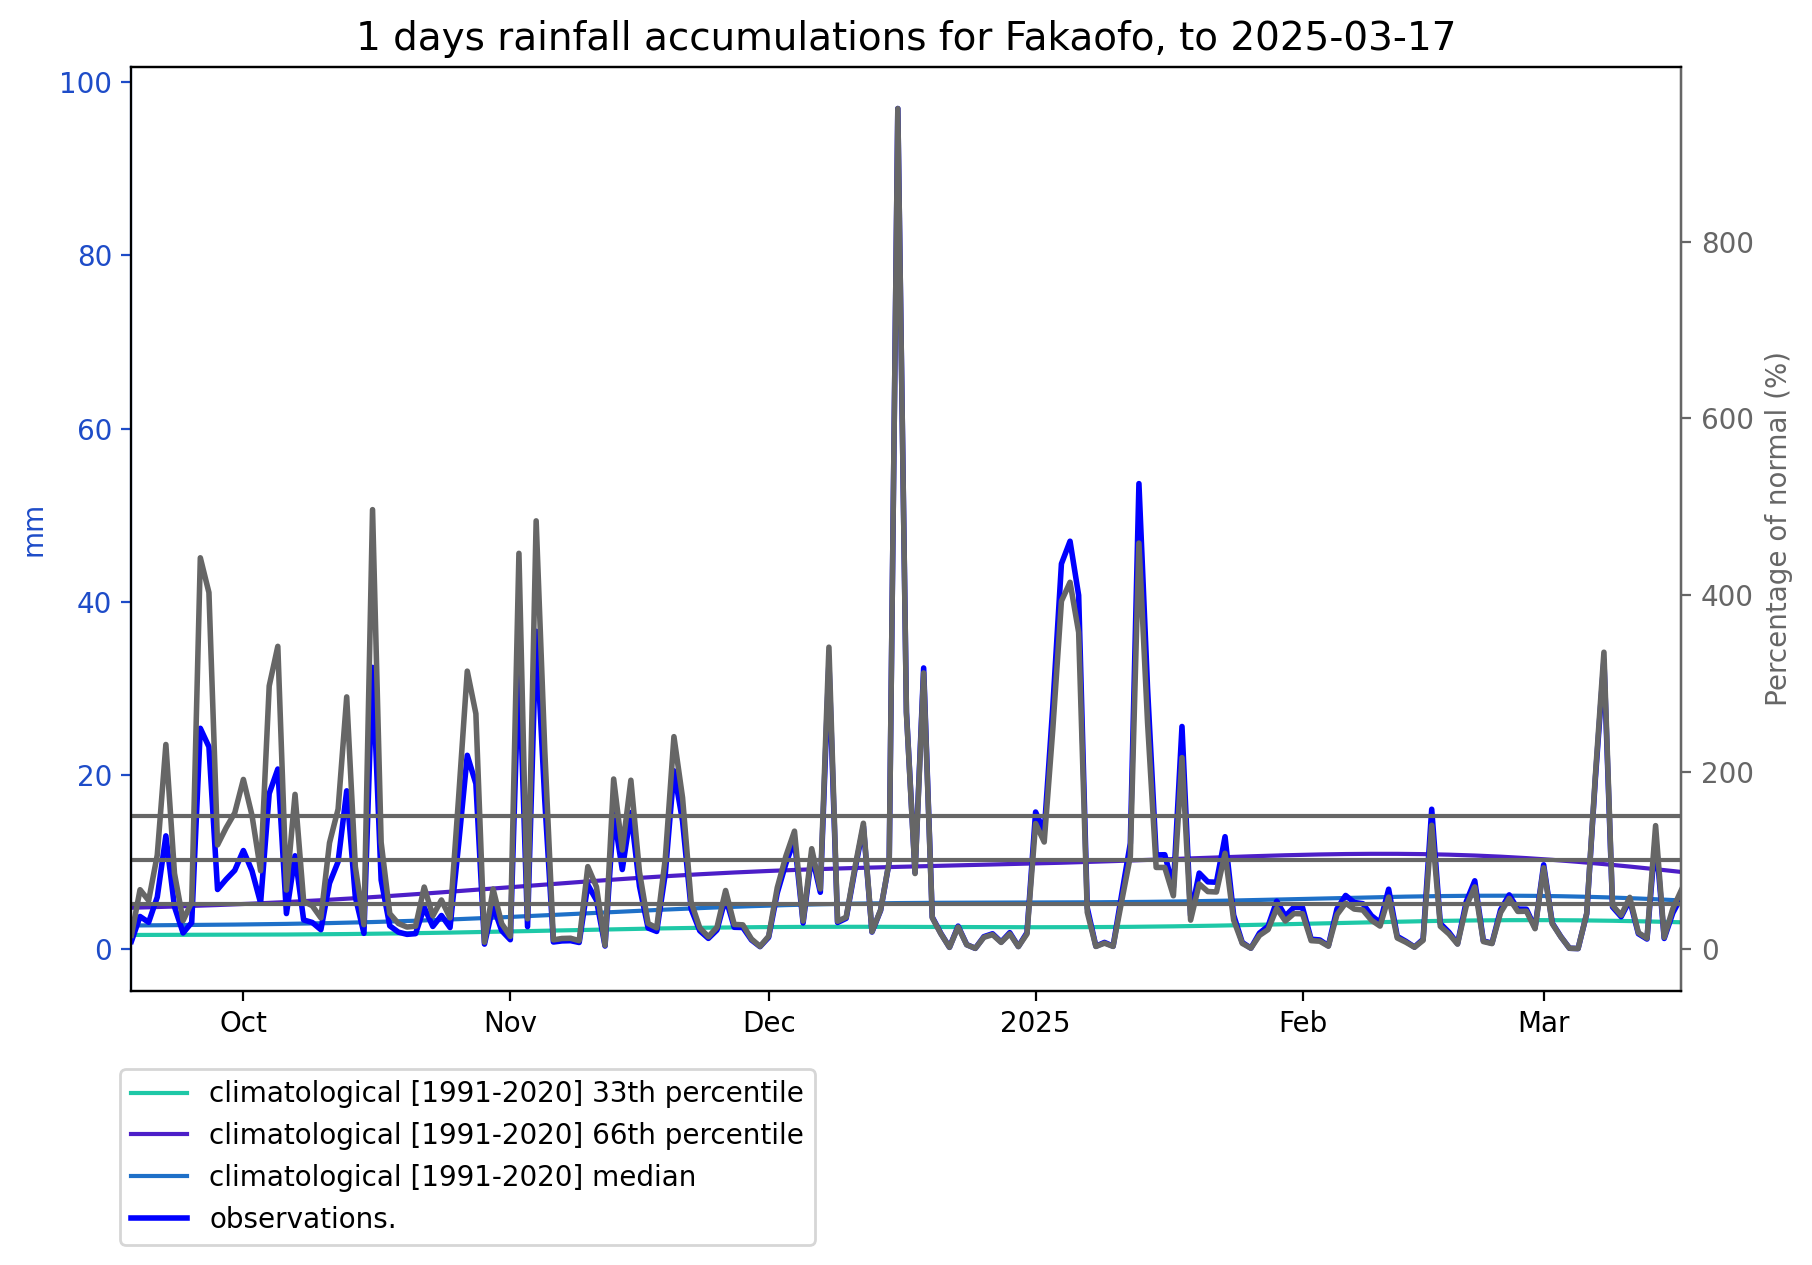 1 days rainfall accumulations for Fakaofo, to 2025-03-17
100
80
60
40
20
0
mm
800
600
400
200
0
Percentage of normal (%)
Oct Nov Dec 2025 Feb Mar
climatological [1991-2020] 33th percentile
climatological [1991-2020] 66th percentile
climatological [1991-2020] median
observations.